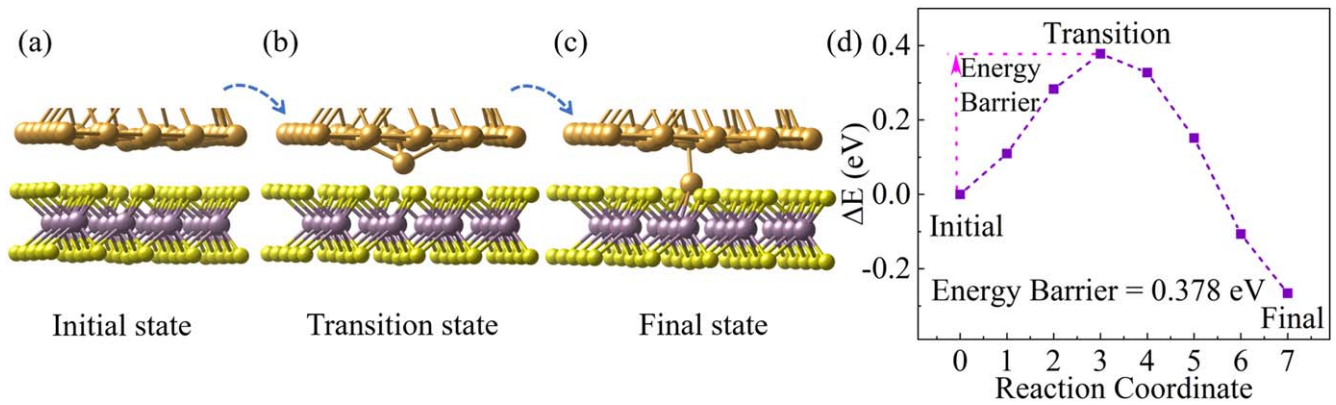 (a)
(b)
(c)
(d)
Initial state
Transition state
Final state
ΔE (eV)
0.4
0.2
0.0
-0.2
Transition
Energy
Barrier
Initial
Energy Barrier = 0.378 eV
Final
0 1 2 3 4 5 6 7
Reaction Coordinate